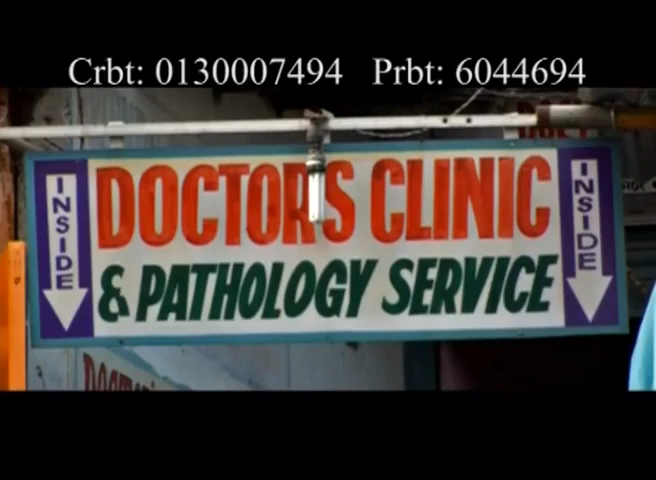 Crbt: 0130007494 Prbt: 6044694
INSIDE
DOCTORS CLINIC
& PATHOLOGY SERVICE
INSIDE